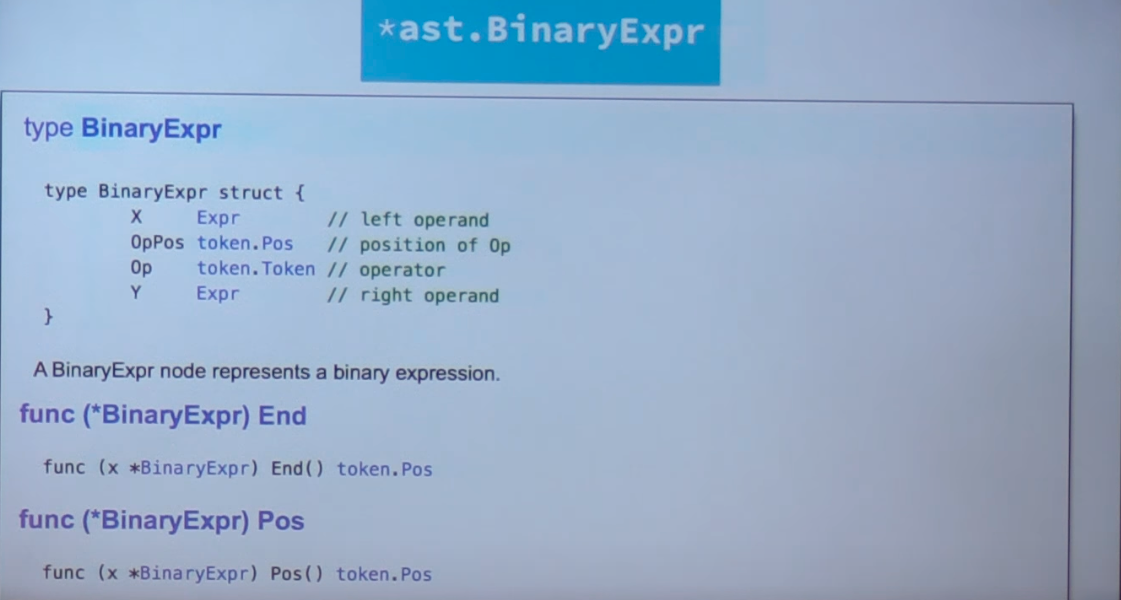 *ast.BinaryExpr
type BinaryExpr
type BinaryExpr struct {
X Expr // left operand
OpPos token.Pos // position of Op
Op token.Token // operator
Y Expr // right operand
}
A BinaryExpr node represents a binary expression.
func (*BinaryExpr) End
func (x *BinaryExpr) End() token.Pos
func (*BinaryExpr) Pos
func (x *BinaryExpr) Pos() token.Pos